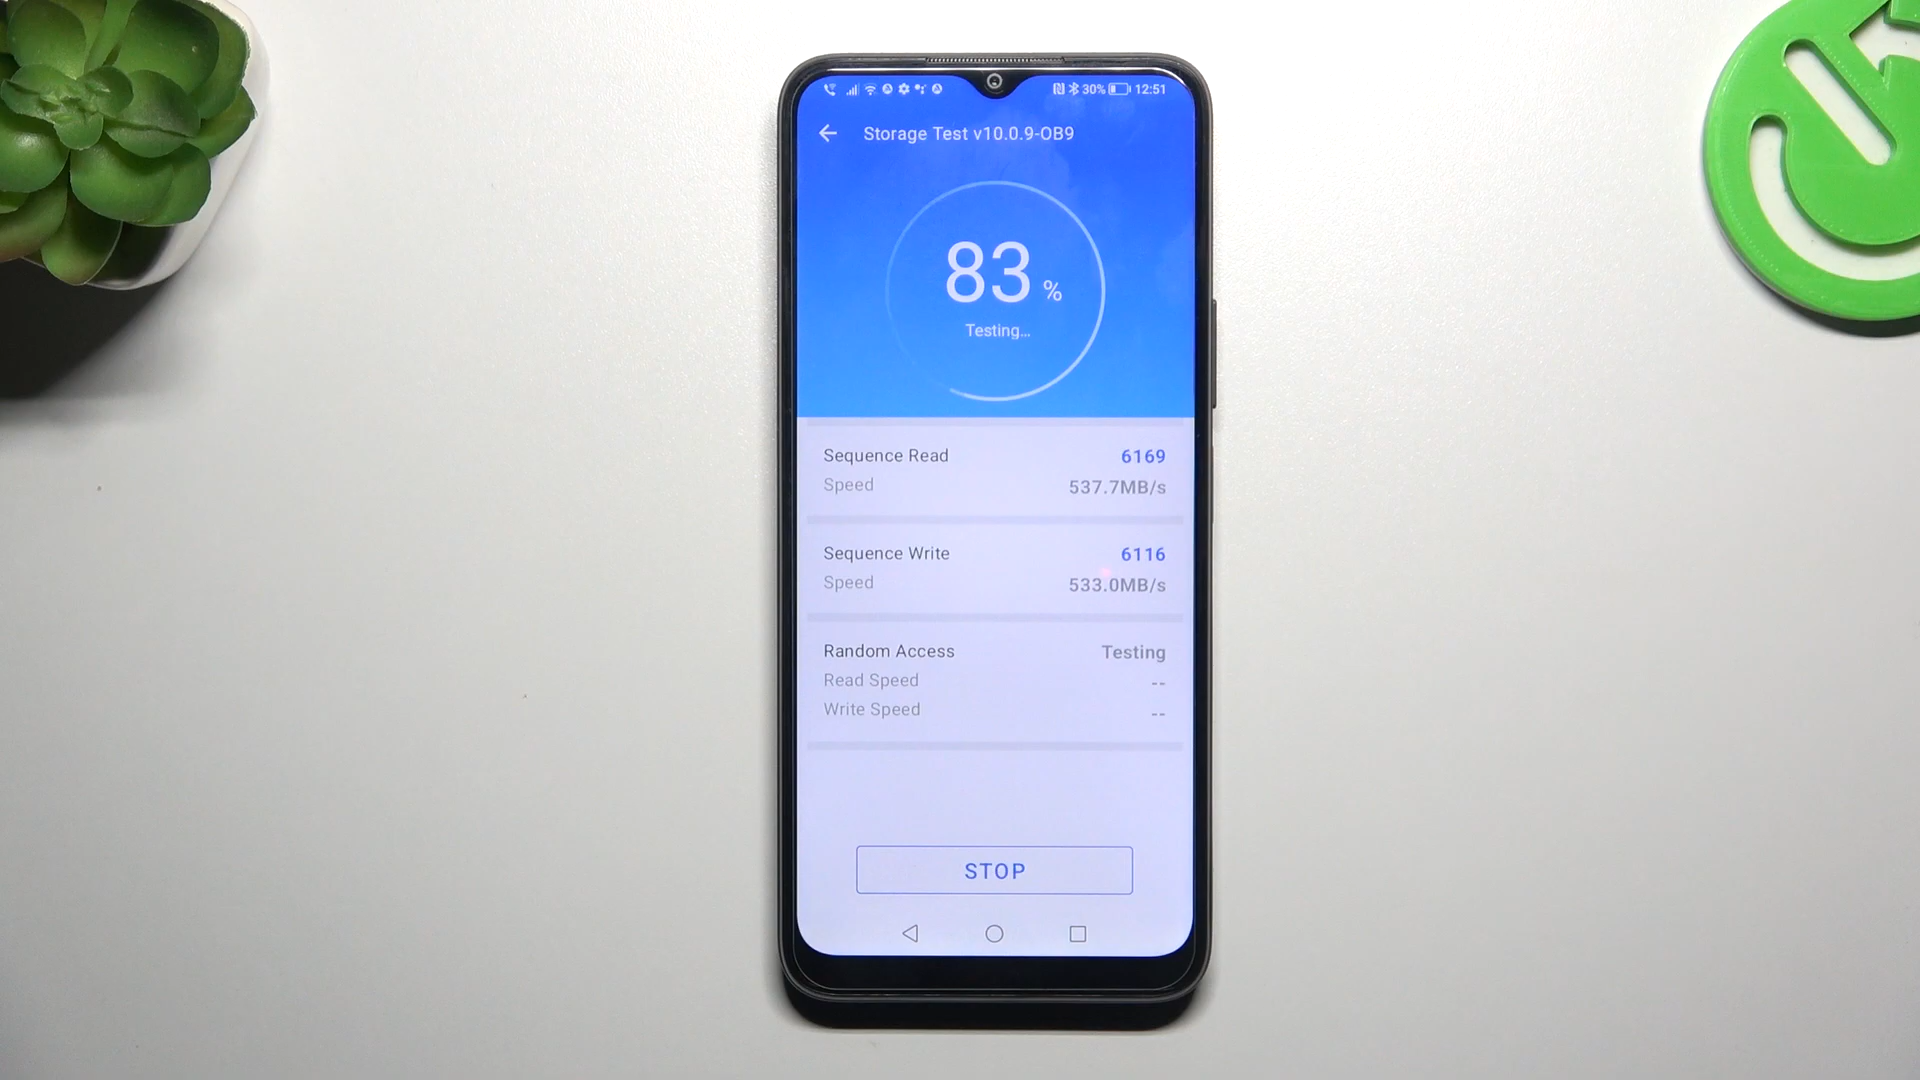 30% 12:51
Storage Test v10.0.9-OB9
83 %
Testing...
Sequence Read 6169
Speed 537.7MB/s
Sequence Write 6116
Speed 533.0MB/s
Random Access Testing
Read Speed --
Write Speed --
STOP